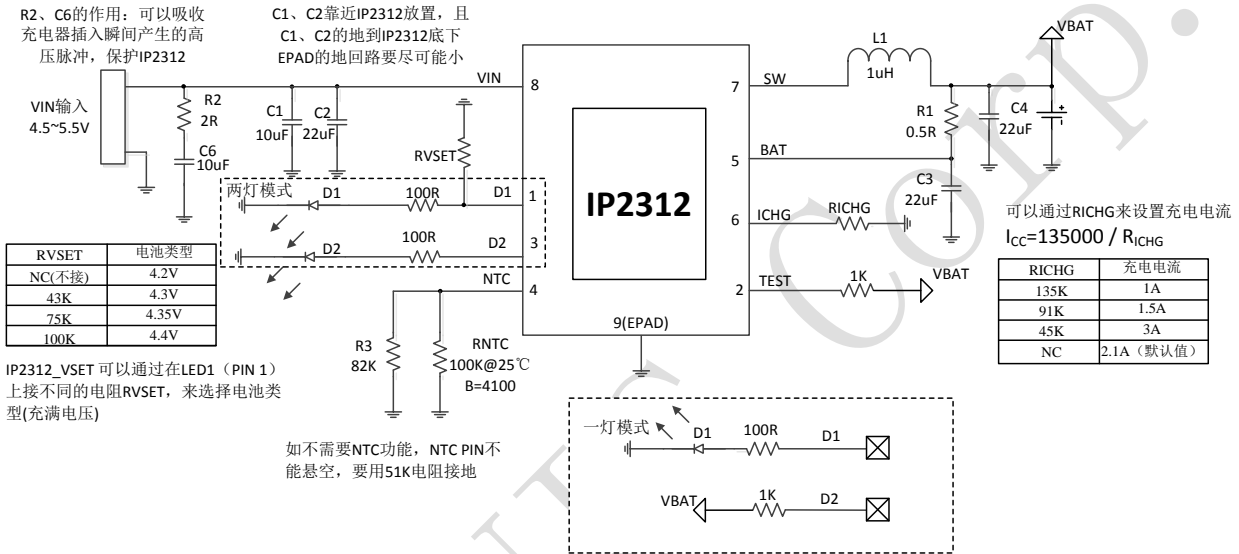 R2、C6的作用：可以吸收
充电器插入瞬间产生的高
压脉冲，保护IP2312
C1、C2靠近IP2312放置，且
C1、C2的地到IP2312底下
EPAD的地回路要尽可能小
VIN输入
4.5~5.5V
R2
2R
C6
10uF
C1
10uF
C2
22uF
VIN
8
RVSET
两灯模式
D1
100R
D1
1
D2
100R
D2
3
NTC
4
R3
82K
RNTC
100K@25℃
B=4100
IP2312
9(EPAD)
7
SW
L1
1uH
VBAT
R1
0.5R
C4
22uF
+
-
5
BAT
C3
22uF
6
ICHG
RICHG
2
TEST
1K
VBAT
RVSET 电池类型
NC(不接) 4.2V
43K 4.3V
75K 4.35V
100K 4.4V
IP2312_VSET 可以通过在LED1（PIN 1）
上接不同的电阻RVSET，来选择电池类
型(充满电压)
如不需要NTC功能，NTC PIN不
能悬空，要用51K电阻接地
可以通过RICHG来设置充电电流
ICC=135000 / RICHG
RICHG 充电电流
135K 1A
91K 1.5A
45K 3A
NC 2.1A（默认值）
一灯模式
D1
100R
D1
VBAT
1K
D2
Corp.